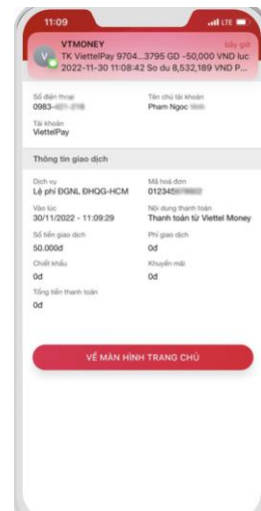 11:09 LTE
VTMONEY bây giờ
TK ViettelPay 9704...3795 GD -50,000 VND luc
2022-11-30 11:08:42 So du 8,532,189 VND P...
Số điện thoại Tên chủ tài khoản
0983- Pham Ngoc
Tài khoản
ViettelPay
Thông tin giao dịch
Dịch vụ Mã hoá đơn
Lệ phí ĐGNL ĐHQG-HCM 012345
Vào lúc Nội dung thanh toán
30/11/2022 - 11:09:29 Thanh toán từ Viettel Money
Số tiền giao dịch Phí giao dịch
50.000đ 0đ
Chiết khấu Khuyến mãi
0đ 0đ
Tổng tiền thanh toán
0đ
VỀ MÀN HÌNH TRANG CHỦ